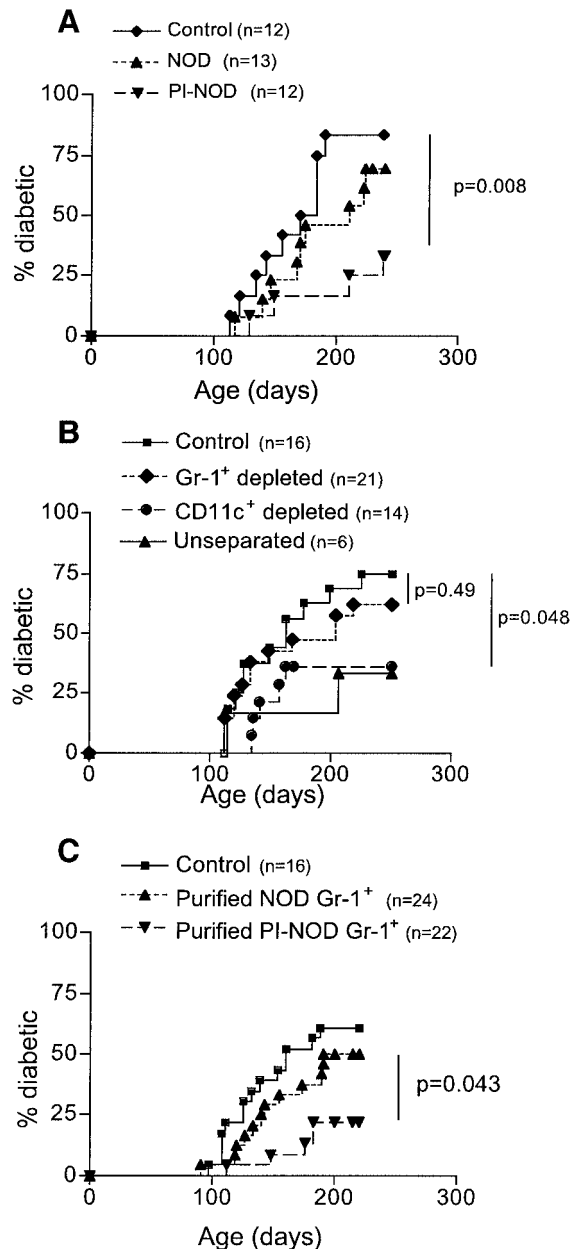 A
Control (n=12)
NOD (n=13)
PI-NOD (n=12)
100
75
50
25
0
% diabetic
p=0.008
0 100 200 300
Age (days)
B
Control (n=16)
Gr-1+ depleted (n=21)
CD11c+ depleted (n=14)
Unseparated (n=6)
100
75
50
25
0
% diabetic
p=0.49
p=0.048
0 100 200 300
Age (days)
C
Control (n=16)
Purified NOD Gr-1+ (n=24)
Purified PI-NOD Gr-1+ (n=22)
100
75
50
25
0
% diabetic
p=0.043
0 100 200 300
Age (days)